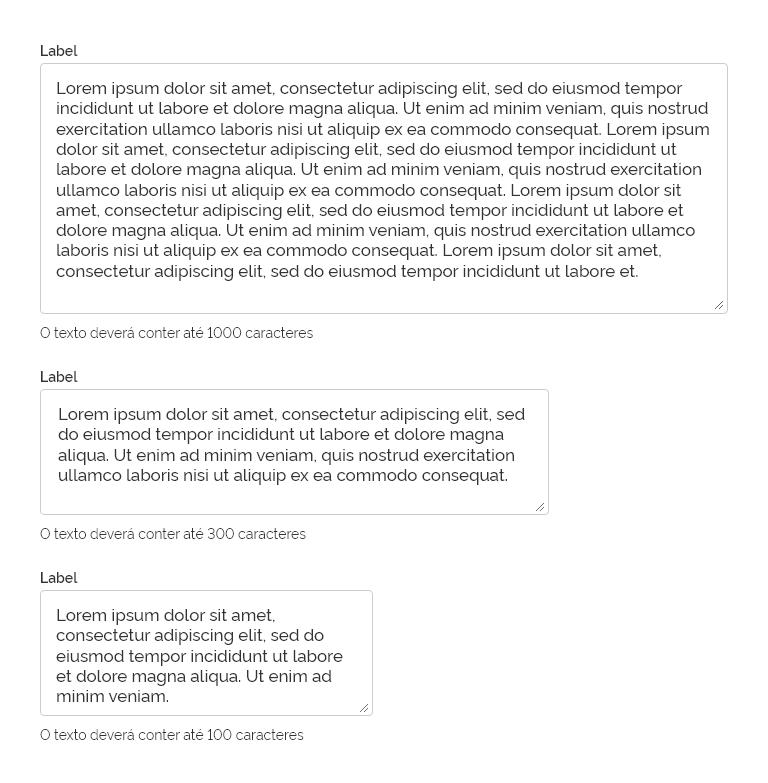 Label
Lorem ipsum dolor sit amet, consectetur adipiscing elit, sed do eiusmod tempor
incididunt ut labore et dolore magna aliqua. Ut enim ad minim veniam, quis nostrud
exercitation ullamco laboris nisi ut aliquip ex ea commodo consequat. Lorem ipsum
dolor sit amet, consectetur adipiscing elit, sed do eiusmod tempor incididunt ut
labore et dolore magna aliqua. Ut enim ad minim veniam, quis nostrud exercitation
ullamco laboris nisi ut aliquip ex ea commodo consequat. Lorem ipsum dolor sit
amet, consectetur adipiscing elit, sed do eiusmod tempor incididunt ut labore et
dolore magna aliqua. Ut enim ad minim veniam, quis nostrud exercitation ullamco
laboris nisi ut aliquip ex ea commodo consequat. Lorem ipsum dolor sit amet,
consectetur adipiscing elit, sed do eiusmod tempor incididunt ut labore et.
O texto deverá conter até 1000 caracteres
Label
Lorem ipsum dolor sit amet, consectetur adipiscing elit, sed
do eiusmod tempor incididunt ut labore et dolore magna
aliqua. Ut enim ad minim veniam, quis nostrud exercitation
ullamco laboris nisi ut aliquip ex ea commodo consequat.
O texto deverá conter até 300 caracteres
Label
Lorem ipsum dolor sit amet,
consectetur adipiscing elit, sed do
eiusmod tempor incididunt ut labore
et dolore magna aliqua. Ut enim ad
minim veniam.
O texto deverá conter até 100 caracteres